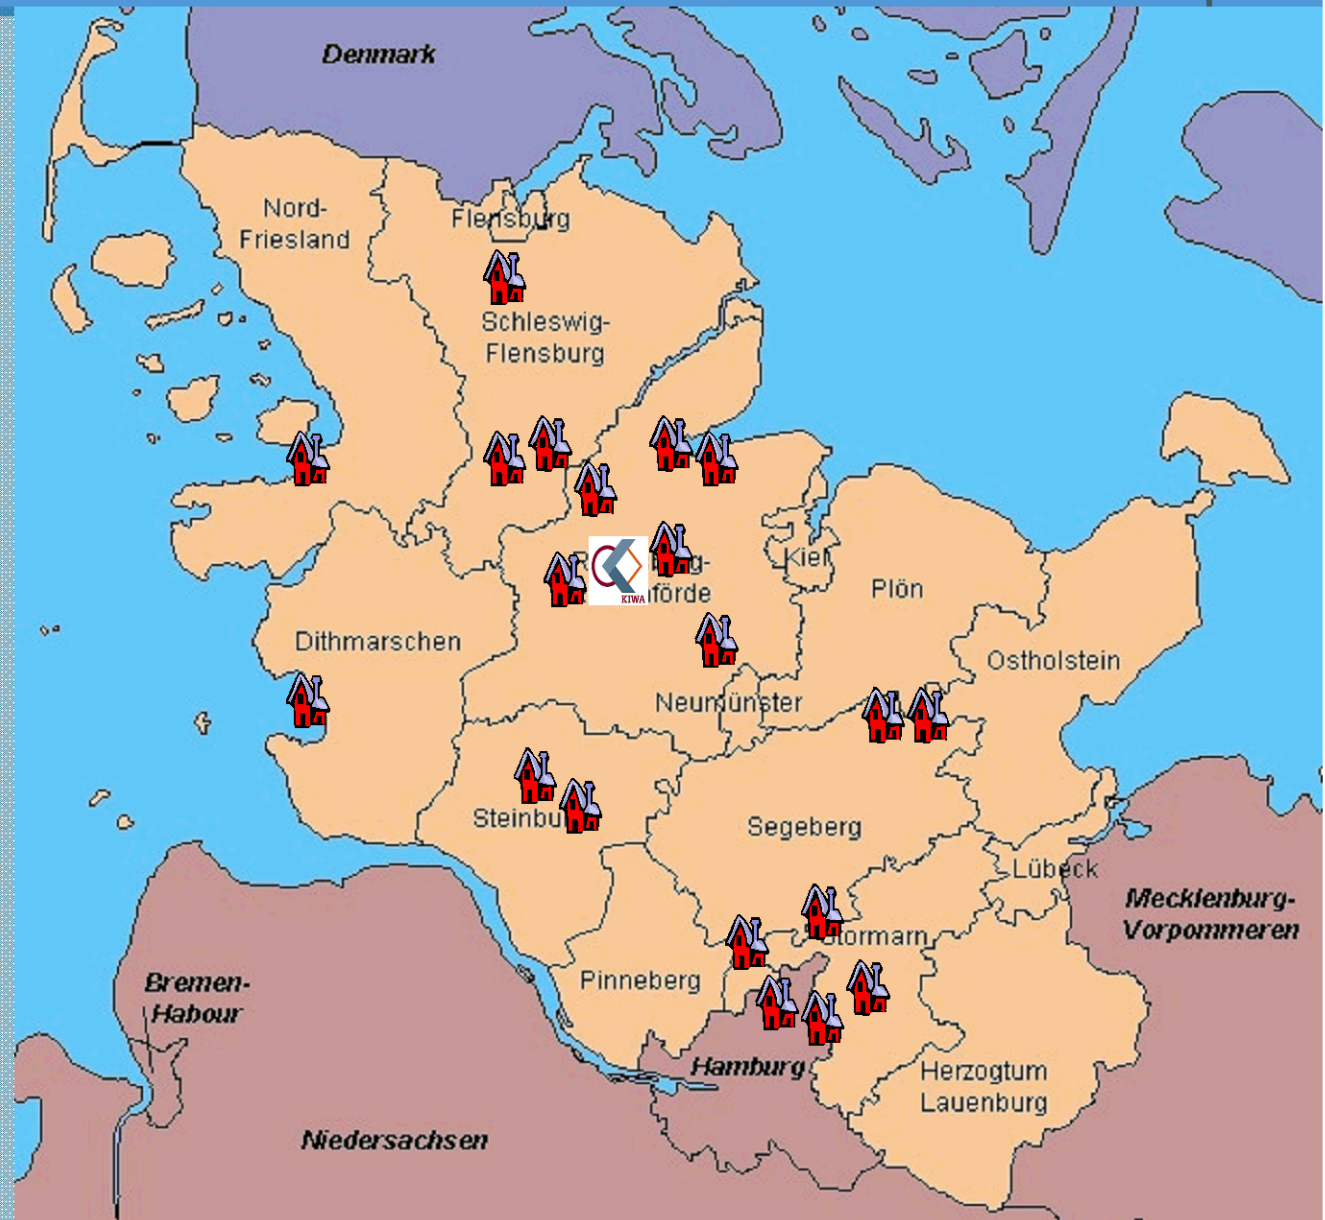 Denmark
Nord-
Friesland
Flensburg
Schleswig-
Flensburg
Kiel
KIWA
Plön
Dithmarschen
Ostholstein
Neumünster
Segeberg
Lübeck
Mecklenburg-
Vorpommeren
Stormarn
Pinneberg
Bremen-
Habour
Hamburg
Herzogtum
Lauenburg
Niedersachsen